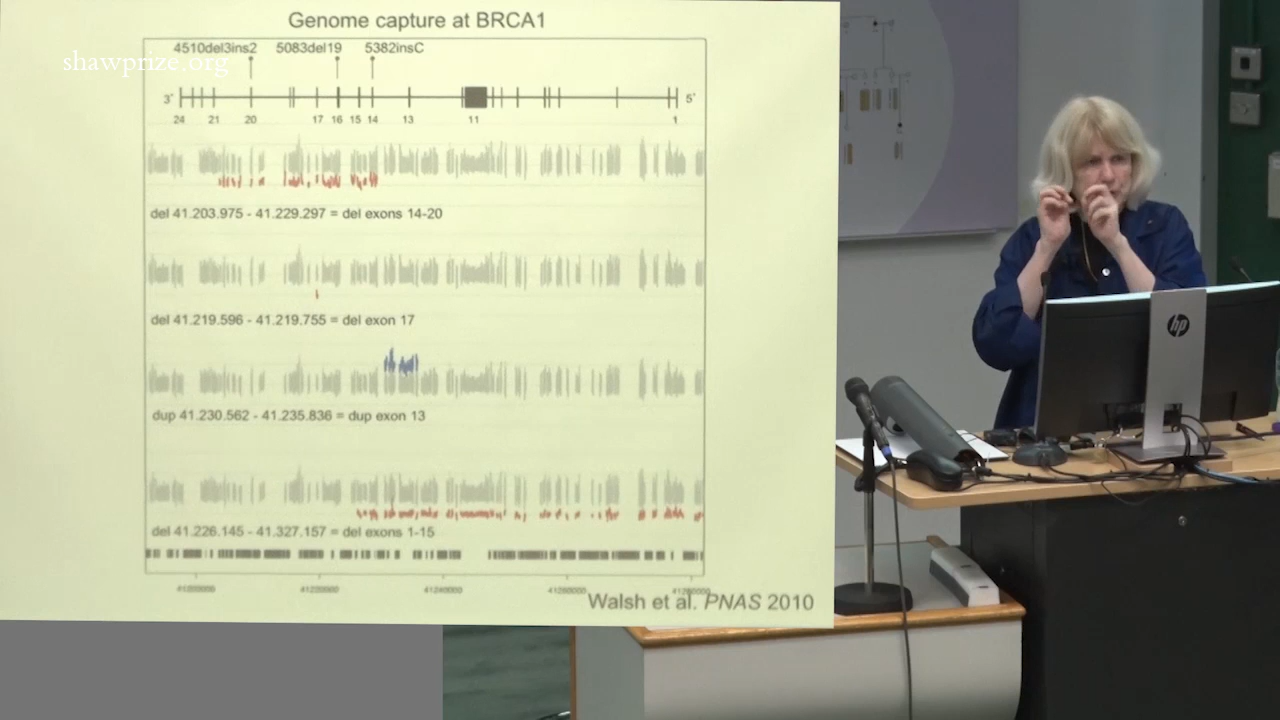 Genome capture at BRCA1
4510del3ins2 5083del19 5382insC
shawprize.org
3' 5'
24 21 20 17 16 15 14 13 11 1
del 41.203.975 - 41.229.297 = del exons 14-20
del 41.219.596 - 41.219.755 = del exon 17
dup 41.230.562 - 41.235.836 = dup exon 13
del 41.226.145 - 41.327.157 = del exons 1-15
Walsh et al. PNAS 2010
hp